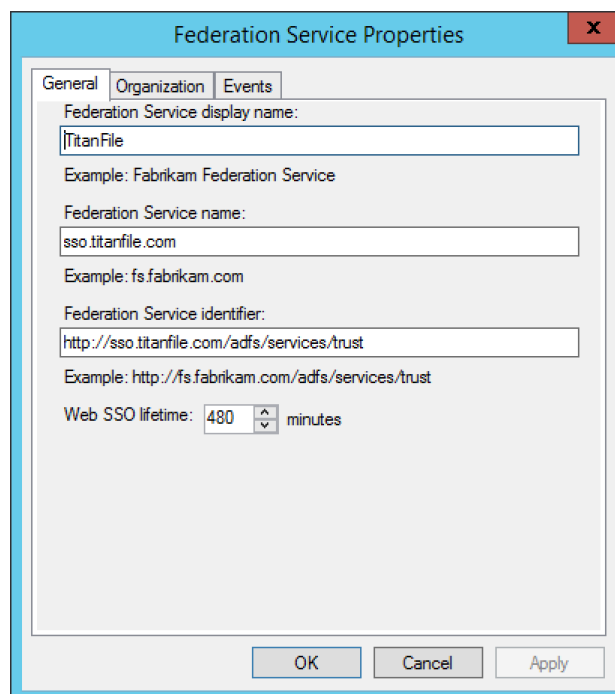 Federation Service Properties
x
General Organization Events
Federation Service display name:
TitanFile
Example: Fabrikam Federation Service
Federation Service name:
sso.titanfile.com
Example: fs.fabrikam.com
Federation Service identifier:
http://sso.titanfile.com/adfs/services/trust
Example: http://fs.fabrikam.com/adfs/services/trust
Web SSO lifetime: 480 minutes
OK Cancel Apply